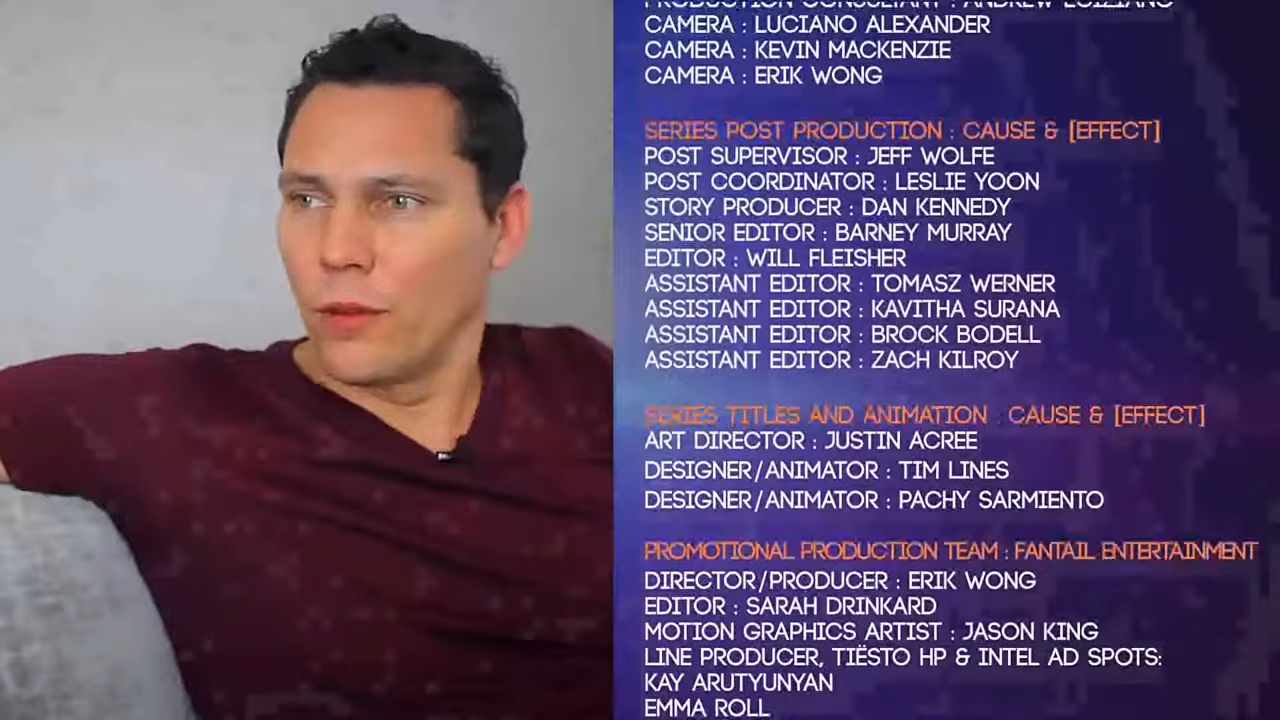 CAMERA : LUCIANO ALEXANDER
CAMERA : KEVIN MACKENZIE
CAMERA : ERIK WONG
SERIES POST PRODUCTION : CAUSE & [EFFECT]
POST SUPERVISOR : JEFF WOLFE
POST COORDINATOR : LESLIE YOON
STORY PRODUCER : DAN KENNEDY
SENIOR EDITOR : BARNEY MURRAY
EDITOR : WILL FLEISHER
ASSISTANT EDITOR : TOMASZ WERNER
ASSISTANT EDITOR : KAVITHA SURANA
ASSISTANT EDITOR : BROCK BODELL
ASSISTANT EDITOR : ZACH KILROY
SERIES TITLES AND ANIMATION : CAUSE & [EFFECT]
ART DIRECTOR : JUSTIN ACREE
DESIGNER/ANIMATOR : TIM LINES
DESIGNER/ANIMATOR : PACHY SARMIENTO
PROMOTIONAL PRODUCTION TEAM : FANTAIL ENTERTAINMENT
DIRECTOR/PRODUCER : ERIK WONG
EDITOR : SARAH DRINKARD
MOTION GRAPHICS ARTIST : JASON KING
LINE PRODUCER, TIËSTO HP & INTEL AD SPOTS:
KAY ARUTYUNYAN
EMMA ROLL